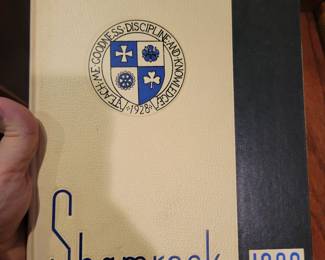 TEACH·ME·GOODNESS·DISCIPLINE·AND·KNOWLEDGE
1928
Shamrock